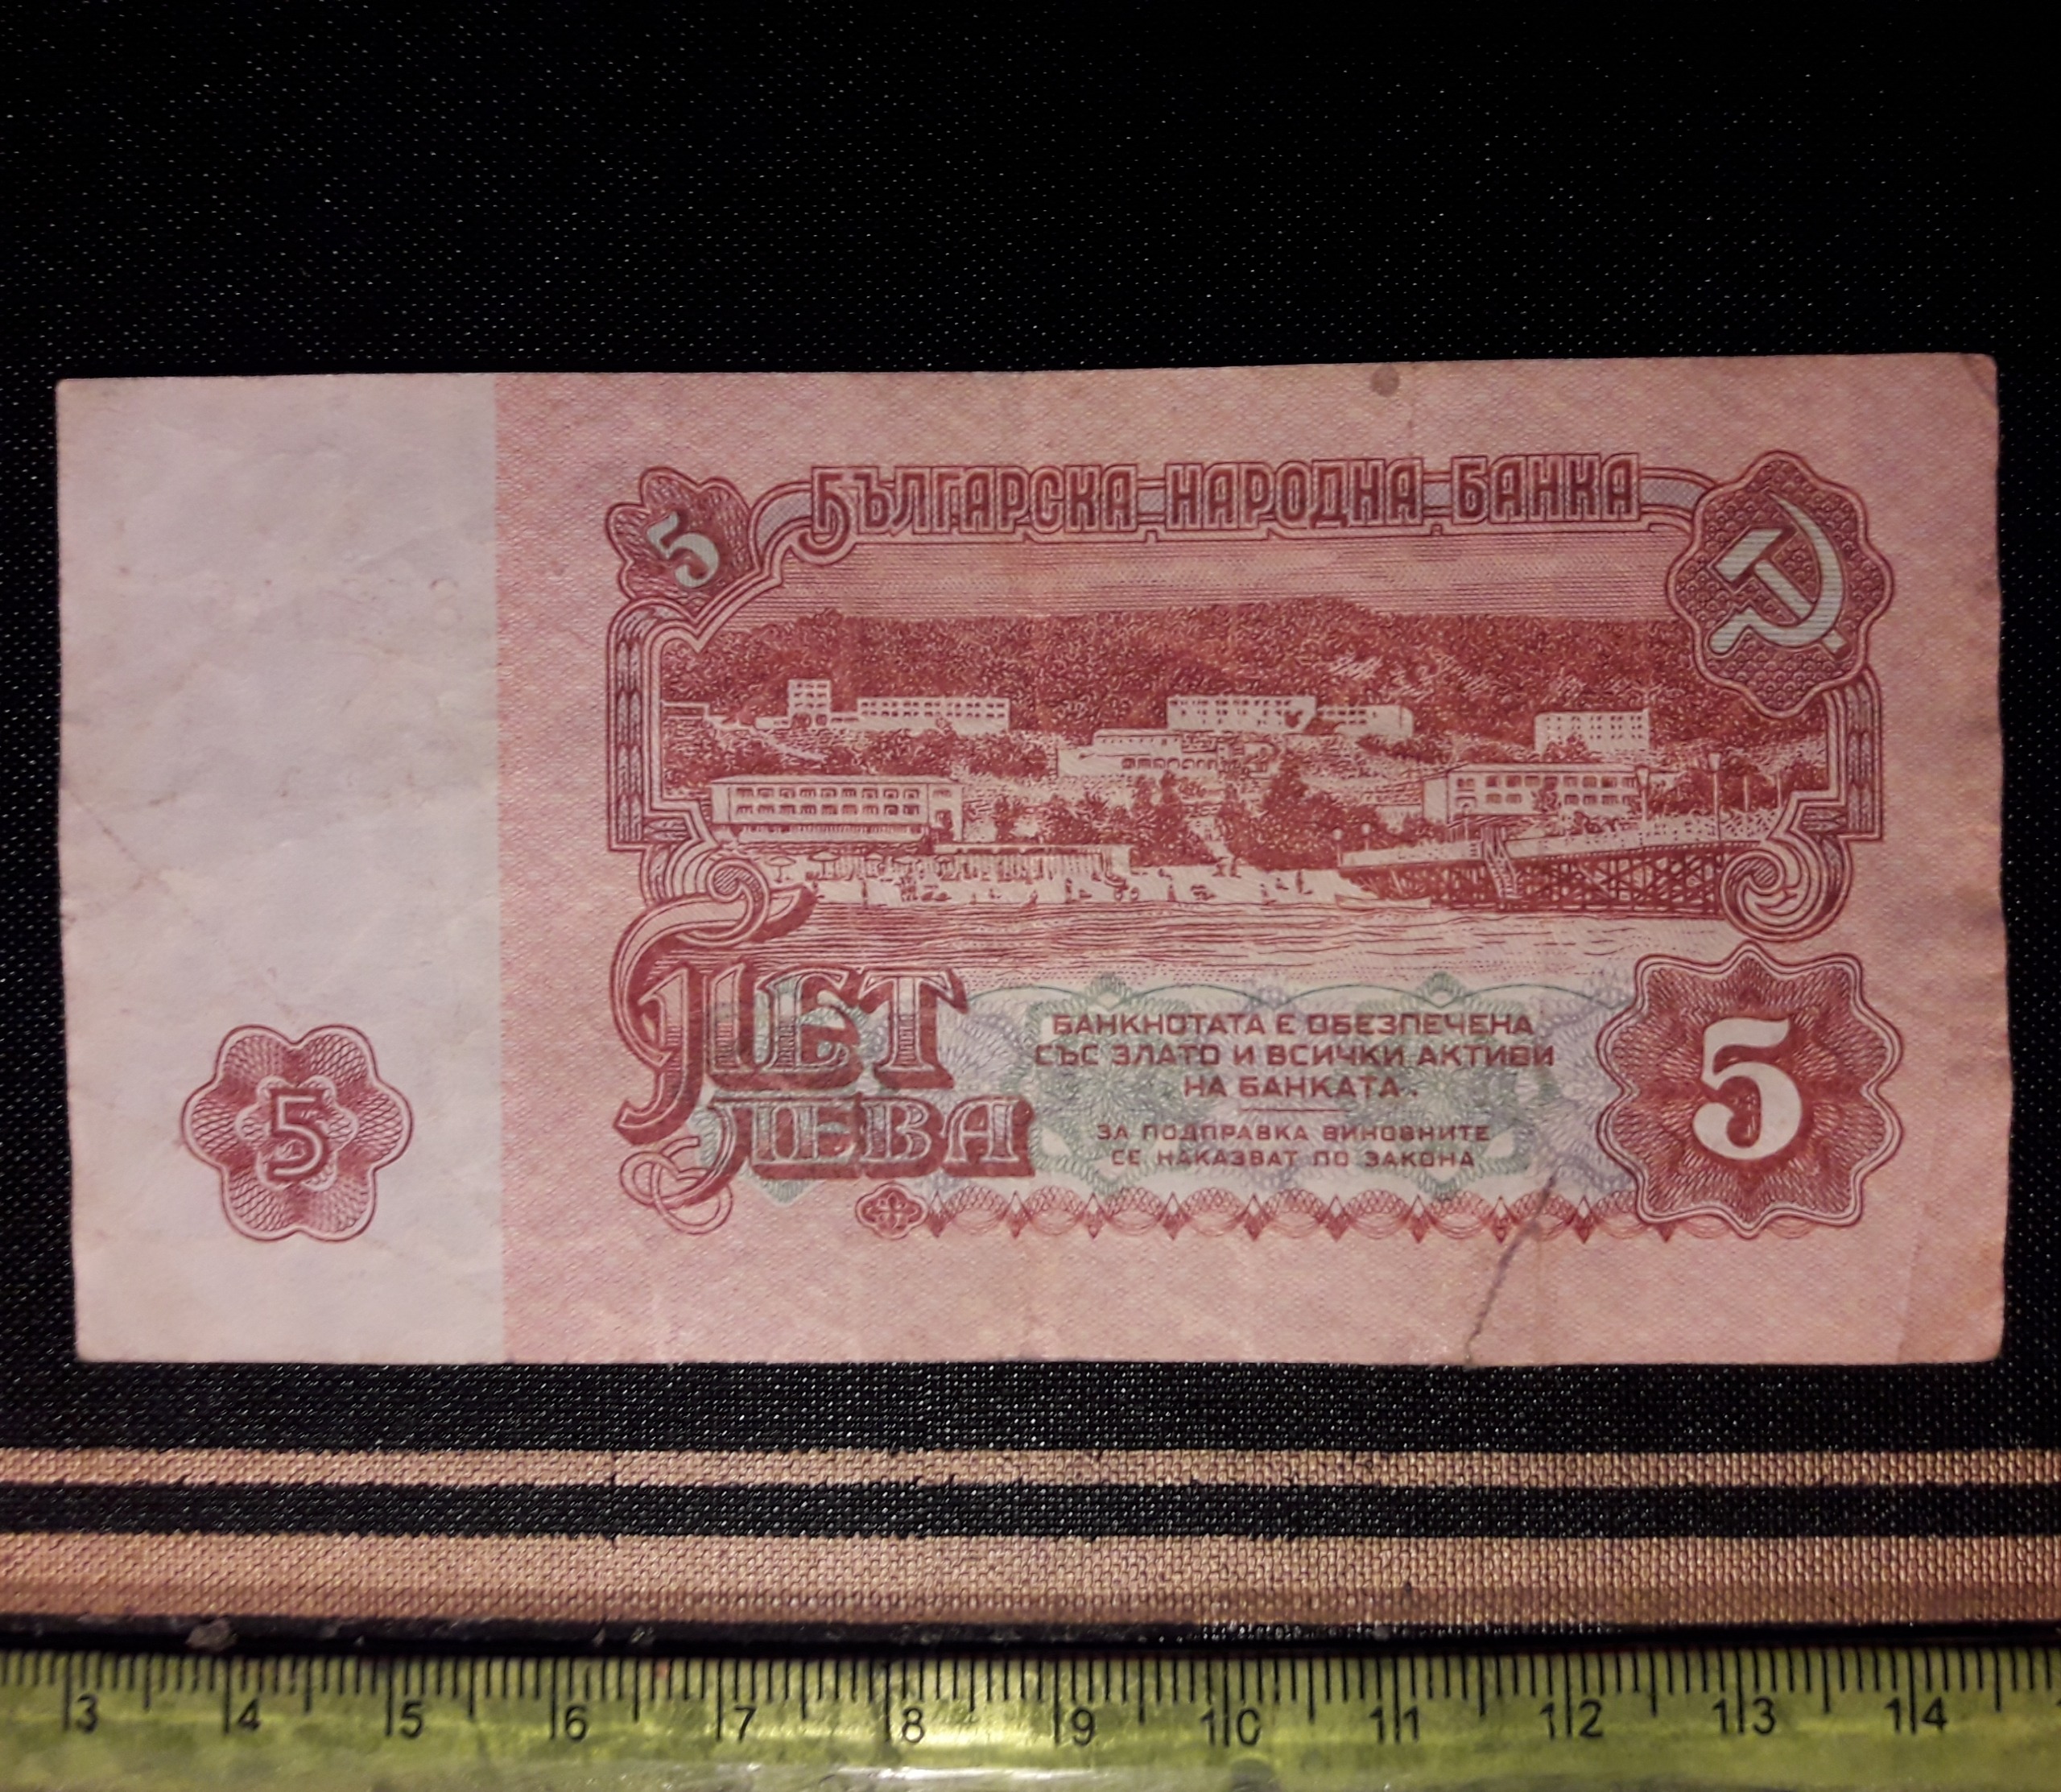 БЪЛГАРСКА НАРОДНА БАНКА
5
ПЕТ
ЛЕВА
БАНКНОТАТА Е ОБЕЗПЕЧЕНА
СЪС ЗЛАТО И ВСИЧКИ АКТИВИ
НА БАНКАТА.
ЗА ПОДПРАВКА ВИНОВНИТЕ
СЕ НАКАЗВАТ ПО ЗАКОНА
5
5
3 4 5 6 7 8 9 10 11 12 13 14